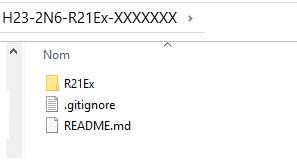 H23-2N6-R21Ex-XXXXXXX >
Nom
R21Ex
.gitignore
README.md